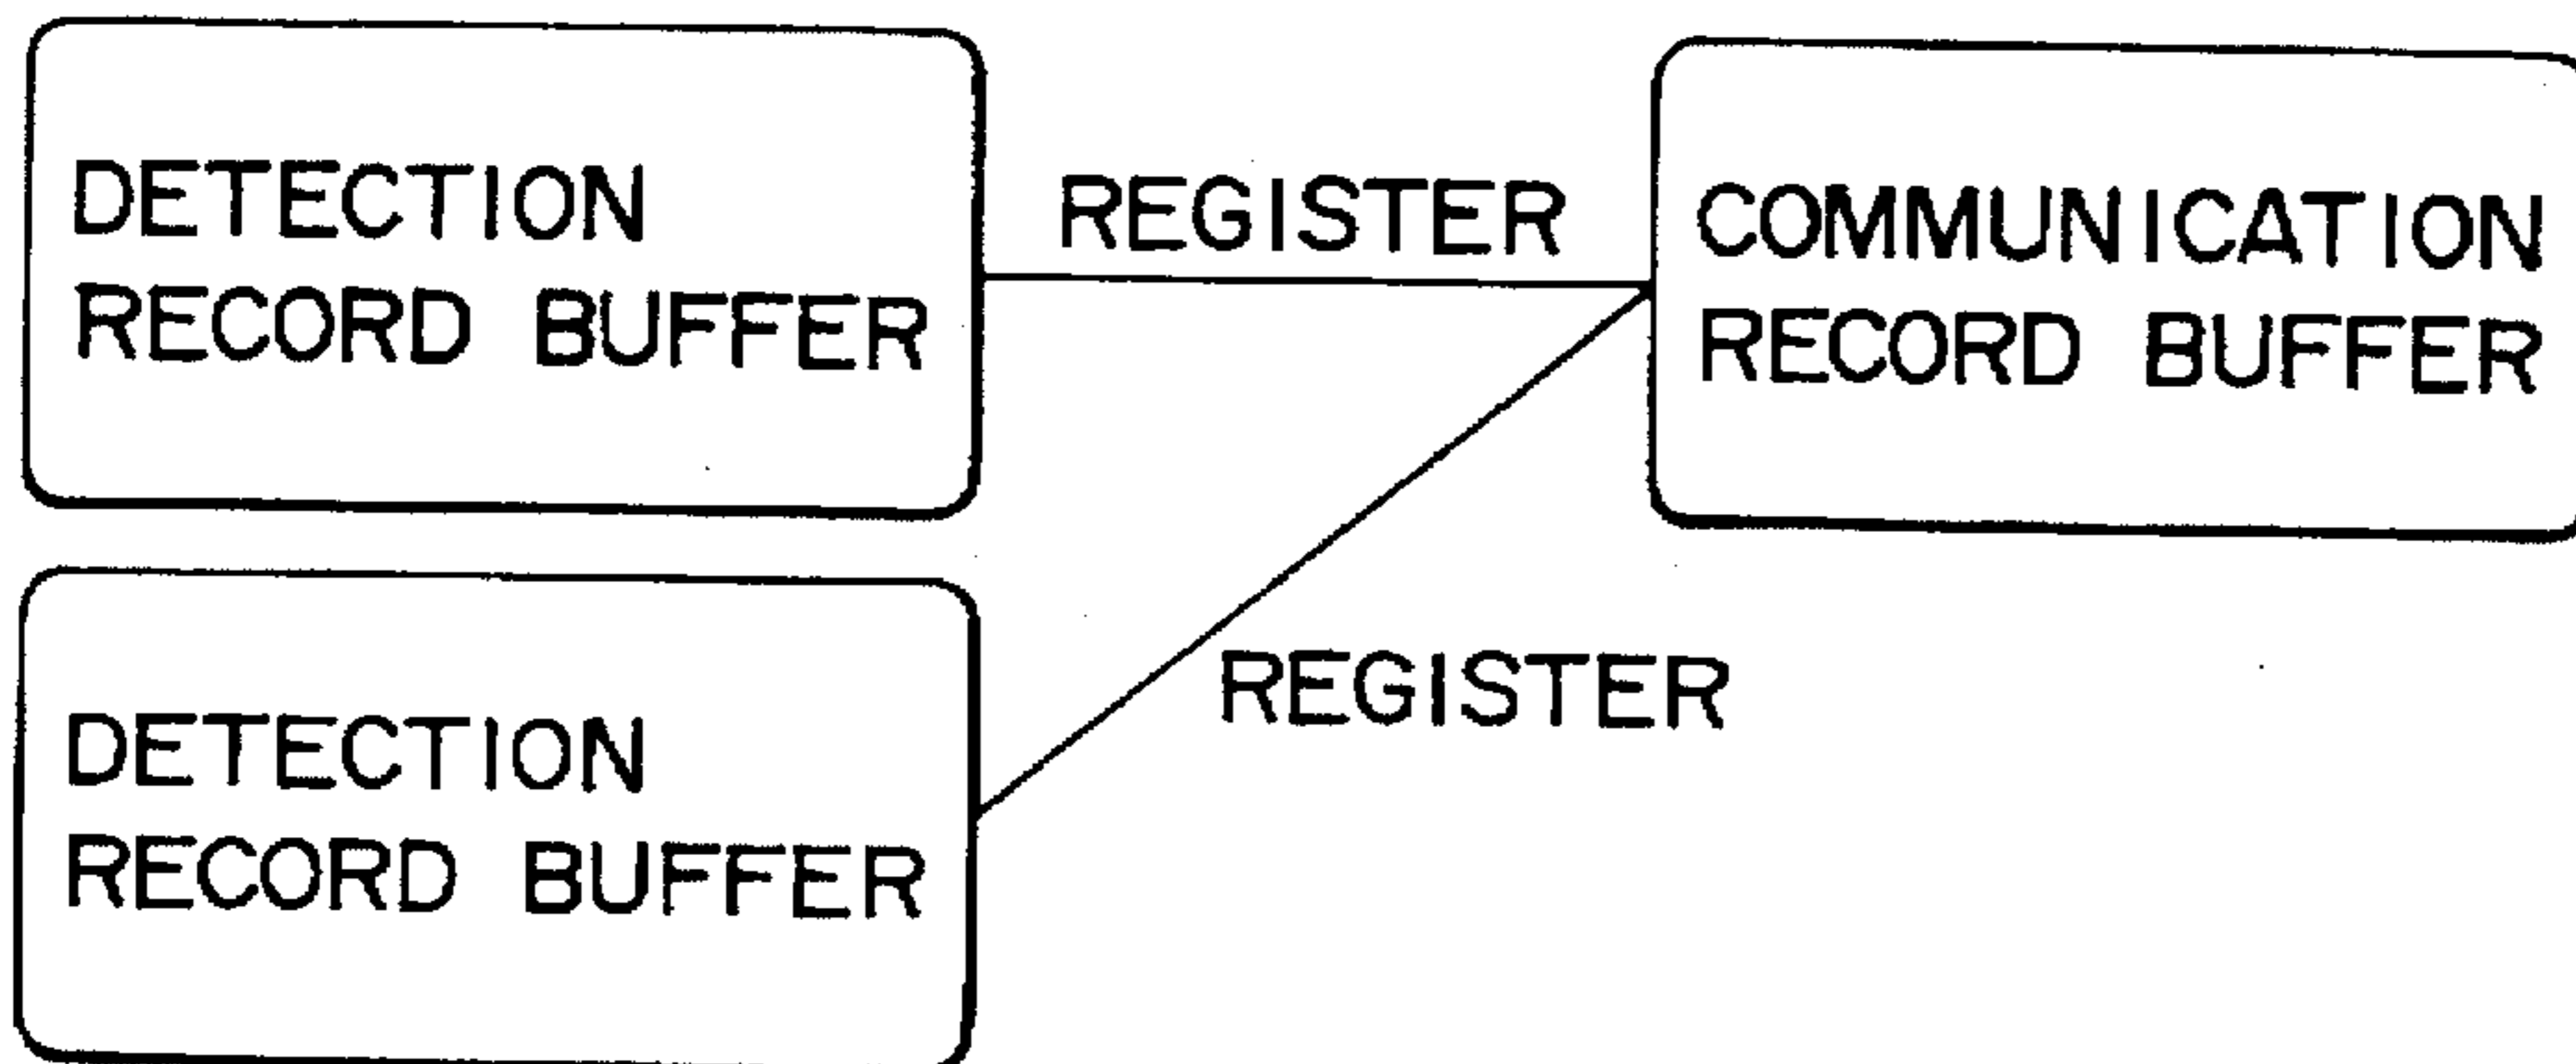 DETECTION
RECORD BUFFER
REGISTER
COMMUNICATION
RECORD BUFFER
DETECTION
RECORD BUFFER
REGISTER